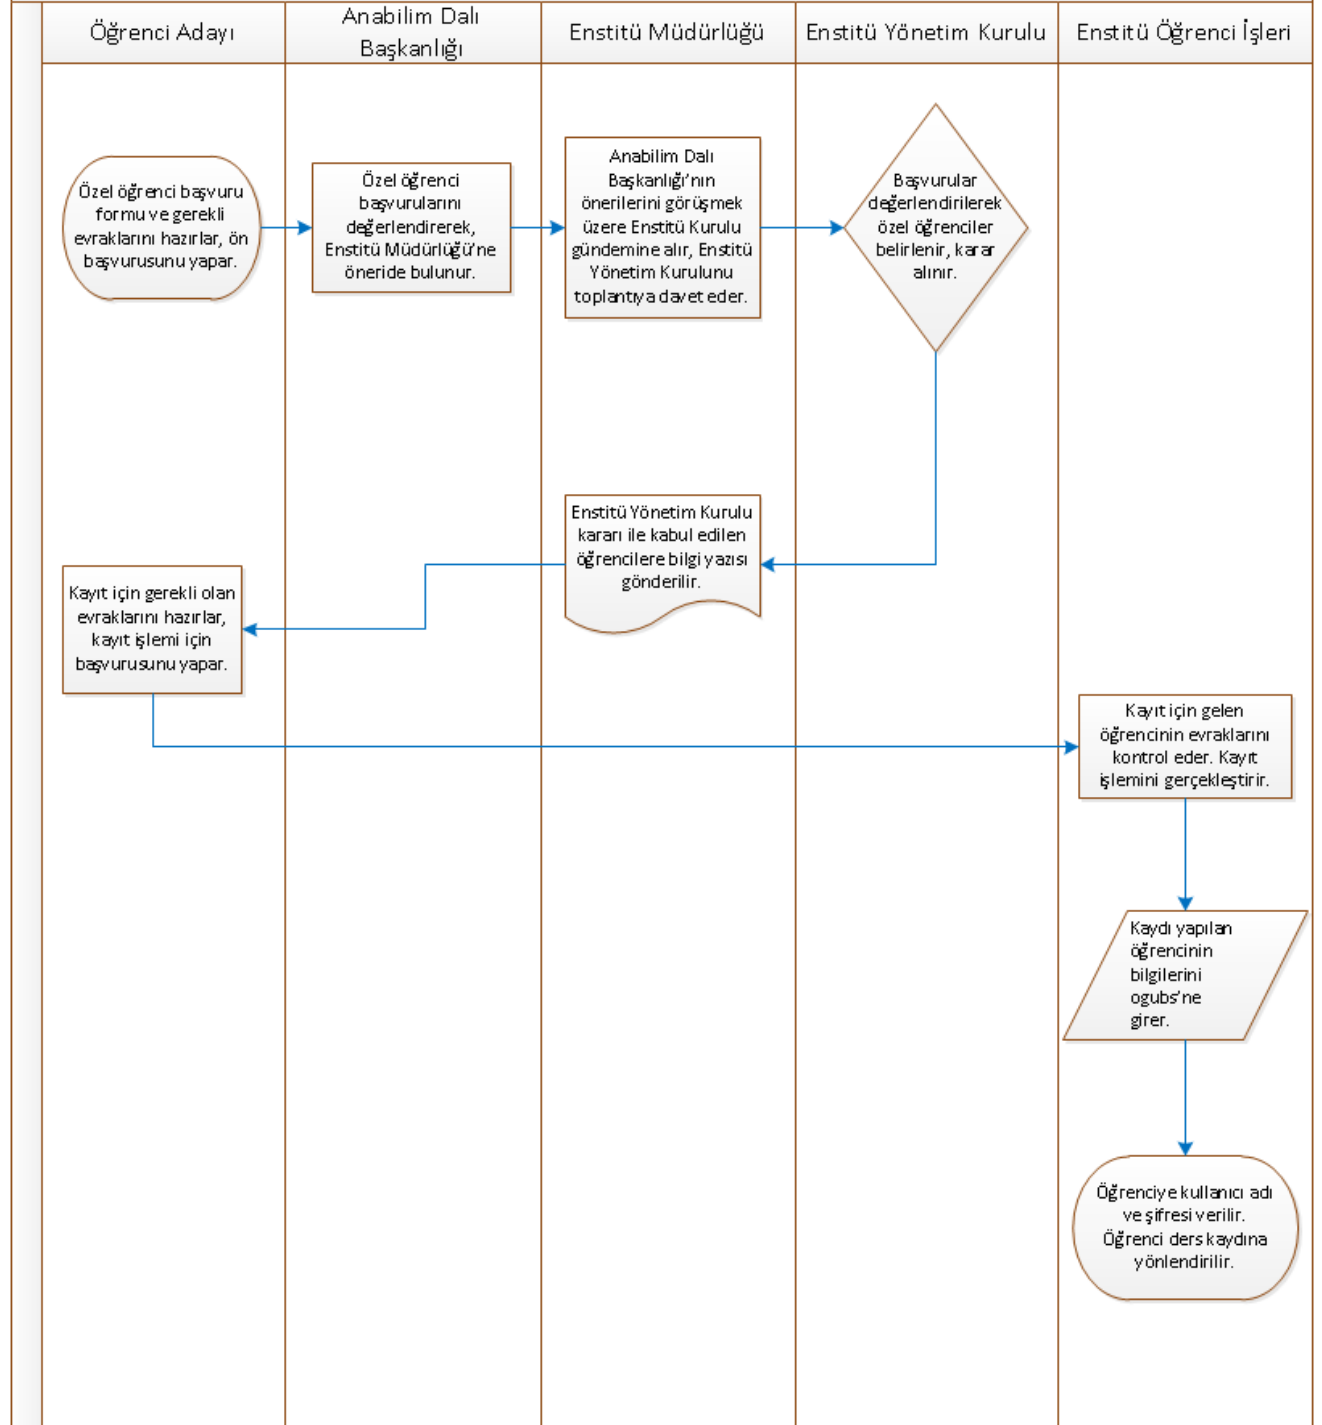 Öğrenci Adayı
Anabilim Dalı
Başkanlığı
Enstitü Müdürlüğü
Enstitü Yönetim Kurulu
Enstitü Öğrenci İşleri
Özel öğrenci başvuru
formu ve gerekli
evraklarını hazırlar, ön
başvurusunu yapar.
Özel öğrenci
başvurularını
değerlendirerek,
Enstitü Müdürlüğü'ne
öneride bulunur.
Anabilim Dalı
Başkanlığı'nın
önerilerini görüşmek
üzere Enstitü Kurulu
gündemine alır, Enstitü
Yönetim Kurulunu
toplantıya davet eder.
Başvurular
değerlendirilerek
özel öğrenciler
belirlenir, karar
alınır.
Enstitü Yönetim Kurulu
kararı ile kabul edilen
öğrencilere bilgi yazısı
gönderilir.
Kayıt için gerekli olan
evraklarını hazırlar,
kayıt işlemi için
başvurusunu yapar.
Kayıt için gelen
öğrencinin evraklarını
kontrol eder. Kayıt
işlemini gerçekleştirir.
Kaydı yapılan
öğrencinin
bilgilerini
ogubs'ne
girer.
Öğrenciye kullanıcı adı
ve şifresi verilir.
Öğrenci ders kaydına
yönlendirilir.